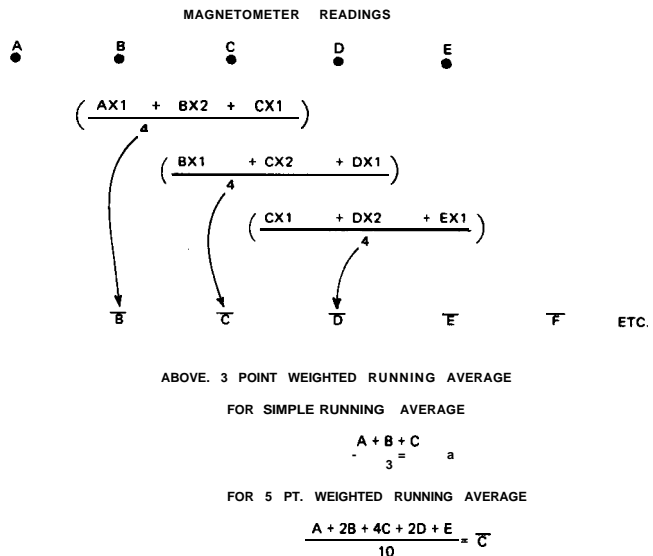 MAGNETOMETER READINGS
A B C D E
( AX1 + BX2 + CX1 )
4
( BX1 + CX2 + DX1 )
4
( CX1 + DX2 + EX1 )
4
B̅ C̅ D̅ E̅ F̅ ETC.
ABOVE. 3 POINT WEIGHTED RUNNING AVERAGE
FOR SIMPLE RUNNING AVERAGE
A + B + C
- 3 = a
FOR 5 PT. WEIGHTED RUNNING AVERAGE
A + 2B + 4C + 2D + E
10 = C̅